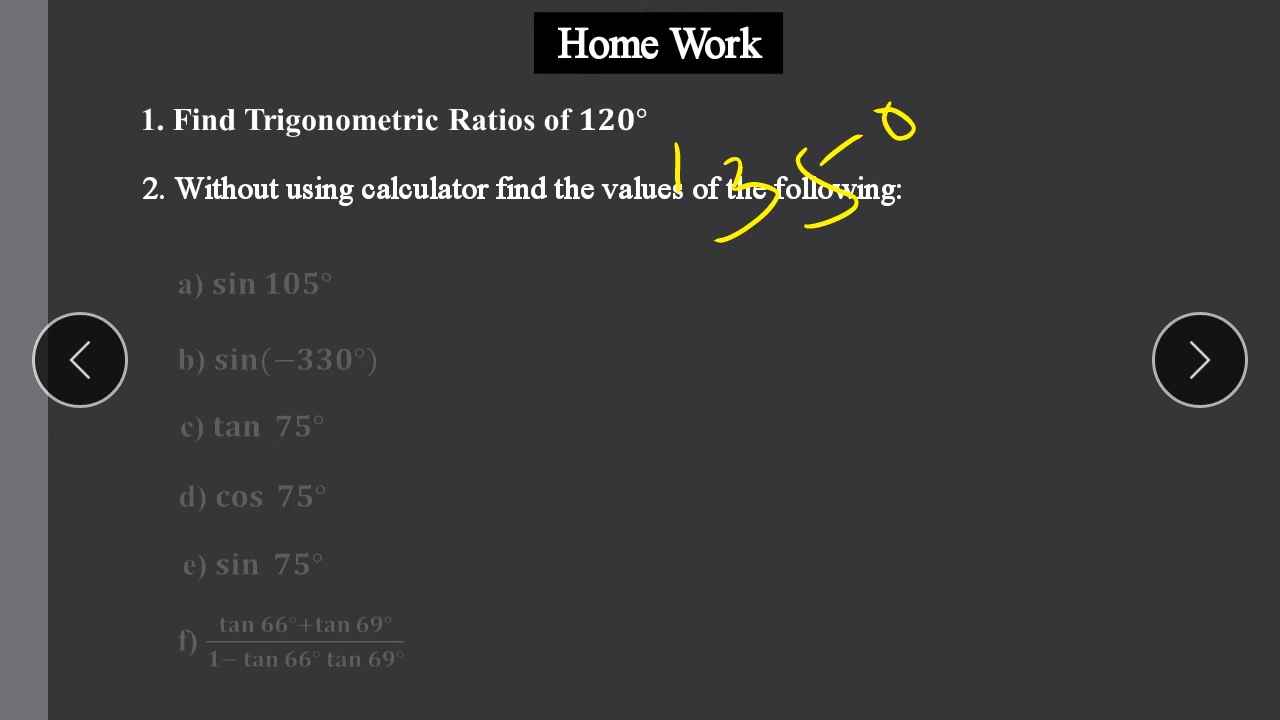 Home Work
1. Find Trigonometric Ratios of 120°
135°
2. Without using calculator find the values of the following:
a) sin 105°
b) sin(−330°)
c) tan 75°
d) cos 75°
e) sin 75°
f) tan 66°+tan 69°
1− tan 66° tan 69°